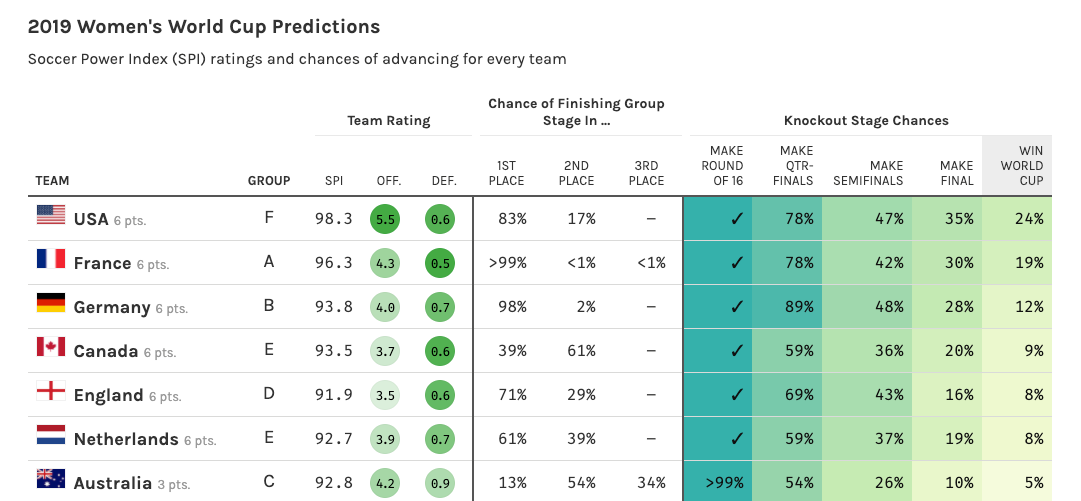 2019 Women's World Cup Predictions
Soccer Power Index (SPI) ratings and chances of advancing for every team
Team Rating
Chance of Finishing Group
Stage In ...
Knockout Stage Chances
TEAM GROUP SPI OFF. DEF. 1ST PLACE 2ND PLACE 3RD PLACE MAKE ROUND OF 16 MAKE QTR-FINALS MAKE SEMIFINALS MAKE FINAL WIN WORLD CUP
USA 6 pts. F 98.3 5.5 0.6 83% 17% – ✓ 78% 47% 35% 24%
France 6 pts. A 96.3 4.3 0.5 >99% <1% <1% ✓ 78% 42% 30% 19%
Germany 6 pts. B 93.8 4.0 0.7 98% 2% – ✓ 89% 48% 28% 12%
Canada 6 pts. E 93.5 3.7 0.6 39% 61% – ✓ 59% 36% 20% 9%
England 6 pts. D 91.9 3.5 0.6 71% 29% – ✓ 69% 43% 16% 8%
Netherlands 6 pts. E 92.7 3.9 0.7 61% 39% – ✓ 59% 37% 19% 8%
Australia 3 pts. C 92.8 4.2 0.9 13% 54% 34% >99% 54% 26% 10% 5%